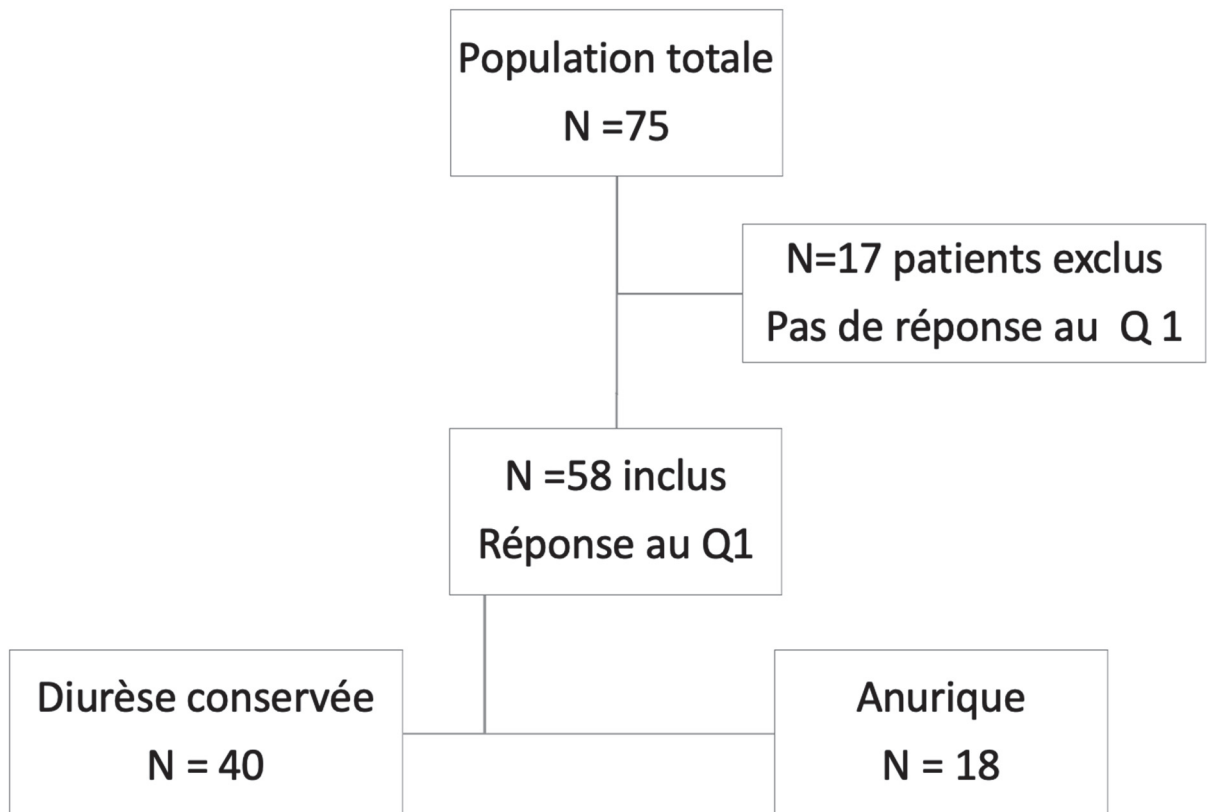 Population totale
N =75
N=17 patients exclus
Pas de réponse au  Q 1
N =58 inclus
Réponse au Q1
Diurèse conservée
N = 40
Anurique
N = 18